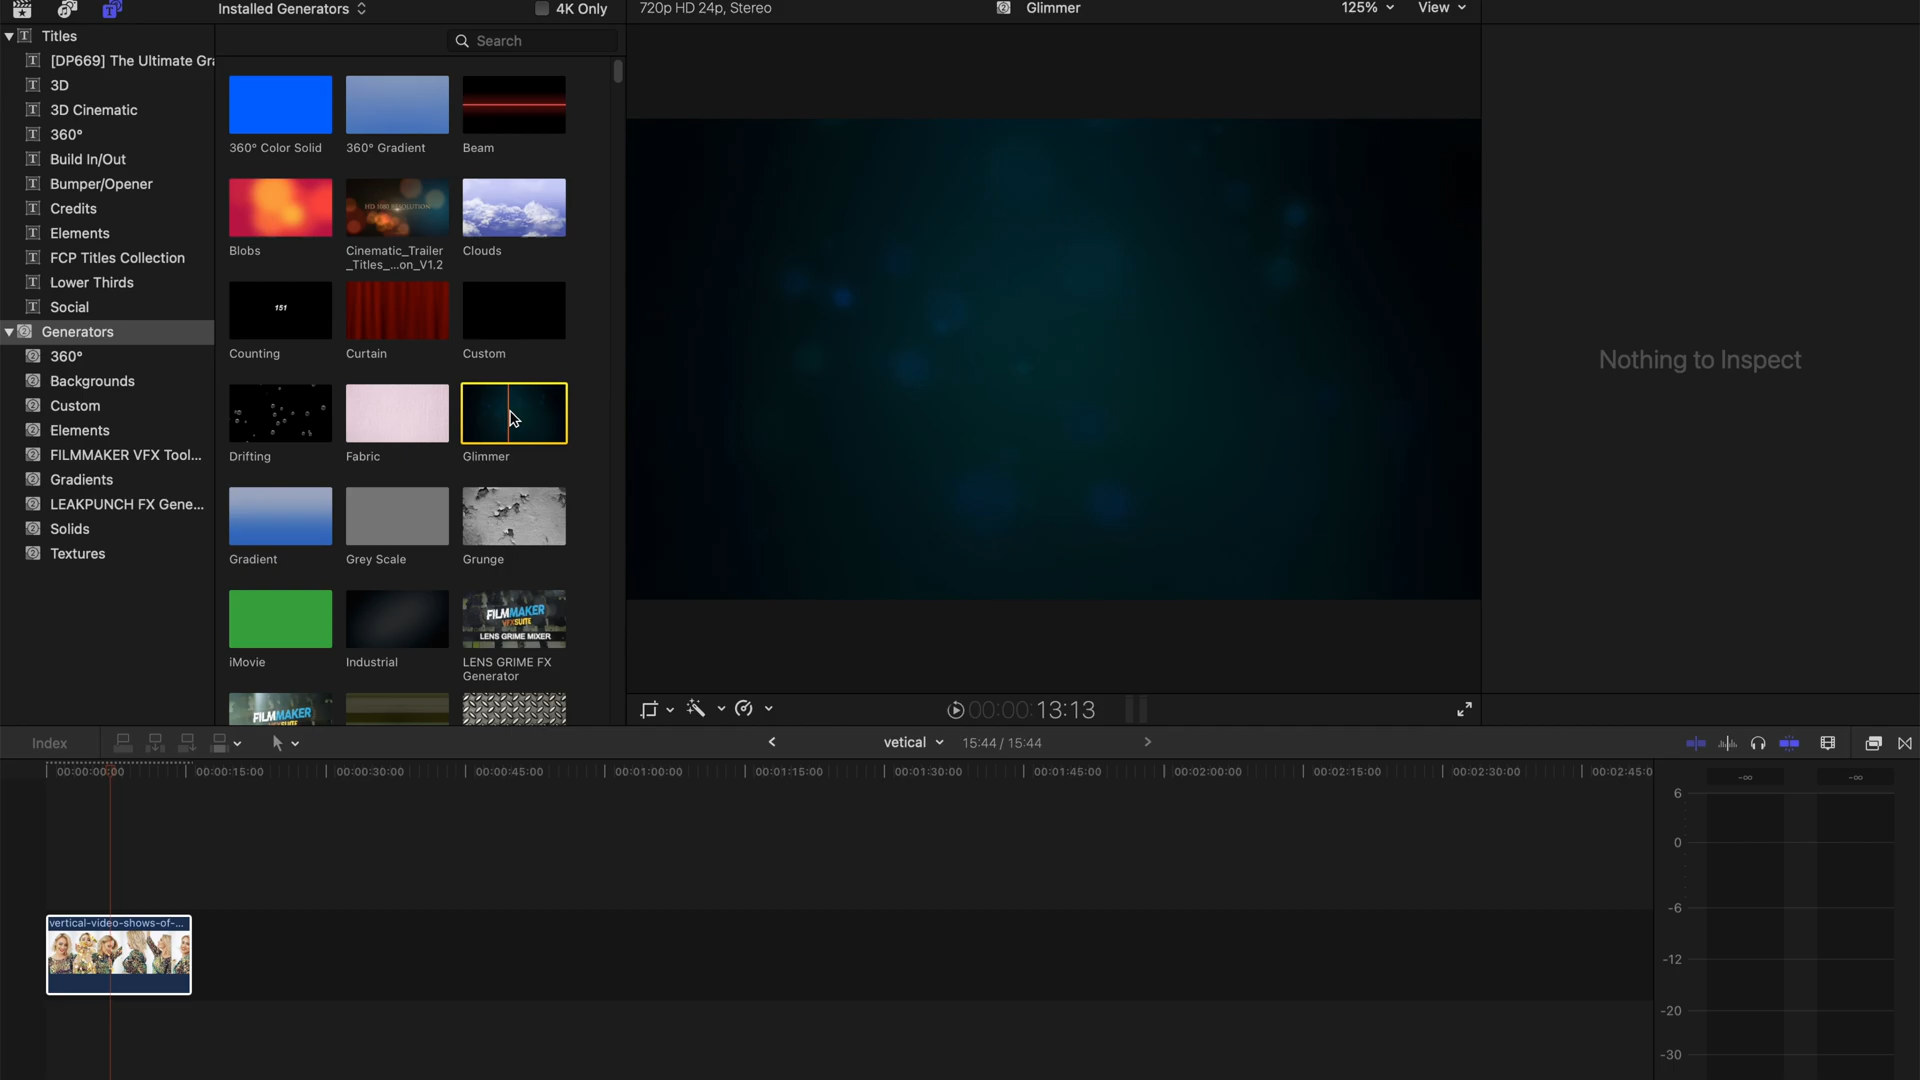 Installed Generators
4K Only
720p HD 24p, Stereo
Glimmer
125%
View
Titles
[DP669] The Ultimate Gra
3D
3D Cinematic
360°
Build In/Out
Bumper/Opener
Credits
Elements
FCP Titles Collection
Lower Thirds
Social
Generators
360°
Backgrounds
Custom
Elements
FILMMAKER VFX Tool...
Gradients
LEAKPUNCH FX Gene...
Solids
Textures
Search
360° Color Solid
360° Gradient
Beam
HD 1080 RESOLUTION
Blobs
Cinematic_Trailer
_Titles_...on_V1.2
Clouds
151
Counting
Curtain
Custom
Drifting
Fabric
Glimmer
Gradient
Grey Scale
Grunge
FILMMAKER
VFXSUITE
LENS GRIME MIXER
iMovie
Industrial
LENS GRIME FX
Generator
FILMMAKER
Nothing to Inspect
00:00:13:13
Index
vetical
15:44 / 15:44
00:00:00:00
00:00:15:00
00:00:30:00
00:00:45:00
00:01:00:00
00:01:15:00
00:01:30:00
00:01:45:00
00:02:00:00
00:02:15:00
00:02:30:00
00:02:45:0
vertical-video-shows-of-...
-∞
-∞
6
0
-6
-12
-20
-30